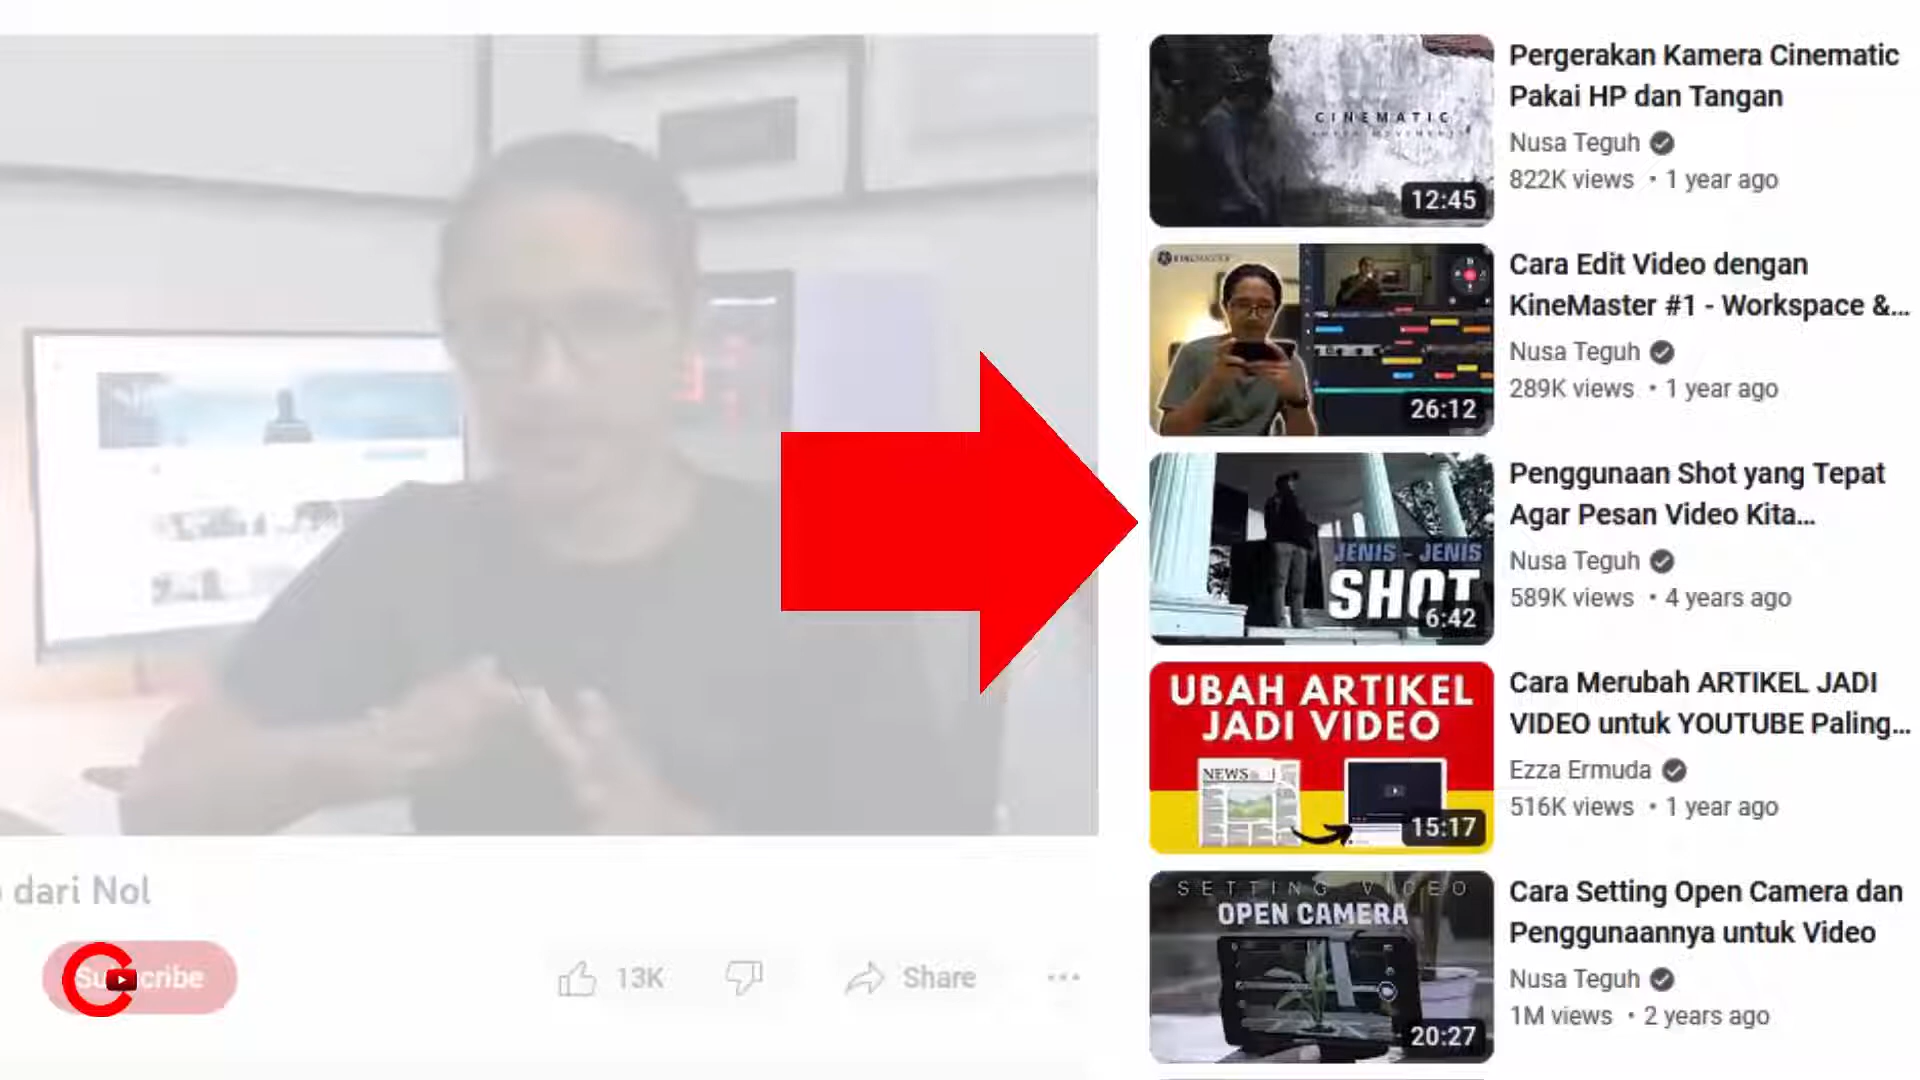 Pergerakan Kamera Cinematic
Pakai HP dan Tangan
Nusa Teguh
822K views • 1 year ago
CINEMATIC
12:45
Cara Edit Video dengan
KineMaster #1 - Workspace &...
Nusa Teguh
289K views • 1 year ago
KINEMASTER
26:12
Penggunaan Shot yang Tepat
Agar Pesan Video Kita...
Nusa Teguh
589K views • 4 years ago
JENIS - JENIS
SHOT
6:42
Cara Merubah ARTIKEL JADI
VIDEO untuk YOUTUBE Paling...
Ezza Ermuda
516K views • 1 year ago
UBAH ARTIKEL
JADI VIDEO
NEWS
15:17
Cara Setting Open Camera dan
Penggunaannya untuk Video
Nusa Teguh
1M views • 2 years ago
SETTING VIDEO
OPEN CAMERA
20:27
dari Nol
Subscribe
13K
Share